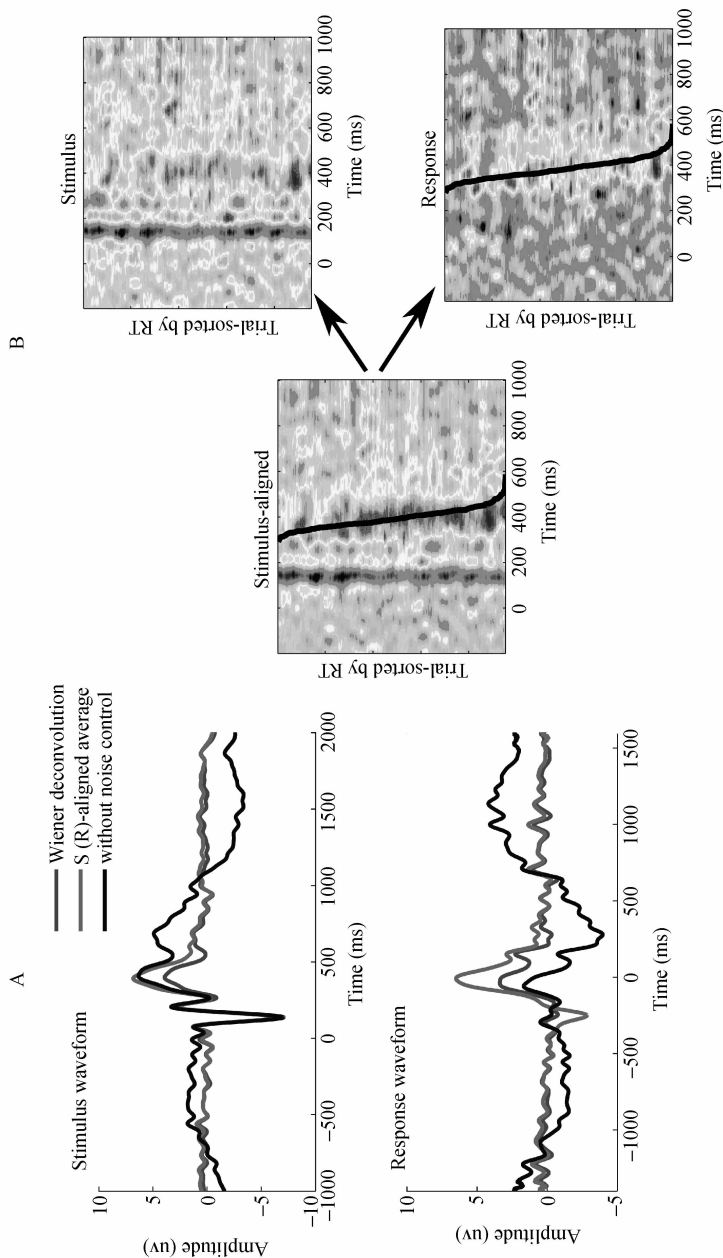 A
Wiener deconvolution
S (R)-aligned average
without noise control
Stimulus waveform
Amplitude (uv)
10
5
0
−5
−10
−1000
−500
0
500
1000
1500
2000
Time (ms)
Response waveform
Amplitude (uv)
10
5
0
−5
−1000
−500
0
500
1000
1500
Time (ms)
B
Stimulus-aligned
Trial-sorted by RT
0
200
400
600
800
1000
Time (ms)
Stimulus
Trial-sorted by RT
0
200
400
600
800
1000
Time (ms)
Response
Trial-sorted by RT
0
200
400
600
800
1000
Time (ms)